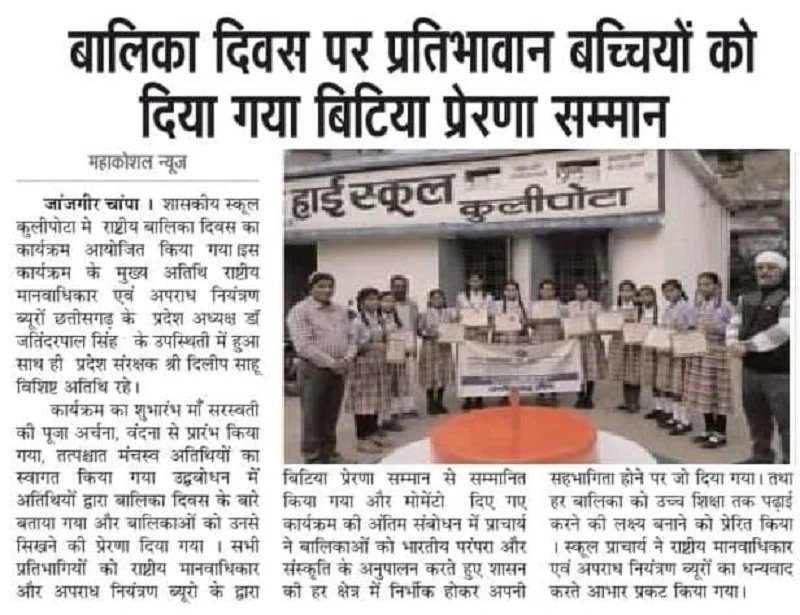 बालिका दिवस पर प्रतिभावान बच्चियों को
दिया गया बिटिया प्रेरणा सम्मान
महाकोशल न्यूज
जांजगीर चांपा । शासकीय स्कूल
कुलीपोटा मे राष्ट्रीय बालिका दिवस का
कार्यक्रम आयोजित किया गया।इस
कार्यक्रम के मुख्य अतिथि राष्ट्रीय
मानवाधिकार एवं अपराध नियंत्रण
ब्यूरों छत्तीसगढ के प्रदेश अध्यक्ष डॉ
जतिंदरपाल सिंह के उपस्थिती में हुआ
साथ ही प्रदेश संरक्षक श्री दिलीप साहू
विशिष्ट अतिथि रहे।
कार्यक्रम का शुभारंभ माँ सरस्वती
की पूजा अर्चना, वंदना से प्रारंभ किया
गया, तत्पश्चात मंचस्व अतिथियों का
स्वागत किया गया उद्बबोधन में
अतिथियों द्वारा बालिका दिवस के बारे
बताया गया और बालिकाओं को उनसे
सिखने की प्रेरणा दिया गया । सभी
प्रतिभागियों को राष्ट्रीय मानवाधिकार
और अपराध नियंत्रण ब्यूरो के द्वारा
हाई स्कूल
कुलीपोटा
बिटिया प्रेरणा सम्मान से सम्मानित
किया गया और मोमेंटो दिए गए
कार्यक्रम की अंतिम संबोधन में प्राचार्य
ने बालिकाओं को भारतीय परंपरा और
संस्कृति के अनुपालन करते हुए शासन
की हर क्षेत्र में निर्भीक होकर अपनी
सहभागिता होने पर जो दिया गया। तथा
हर बालिका को उच्च शिक्षा तक पढ़ाई
करने की लक्ष्य बनाने को प्रेरित किया
। स्कूल प्राचार्य ने राष्ट्रीय मानवाधिकार
एवं अपराध नियंत्रण ब्यूरों का धन्यवाद
करते आभार प्रकट किया गया।